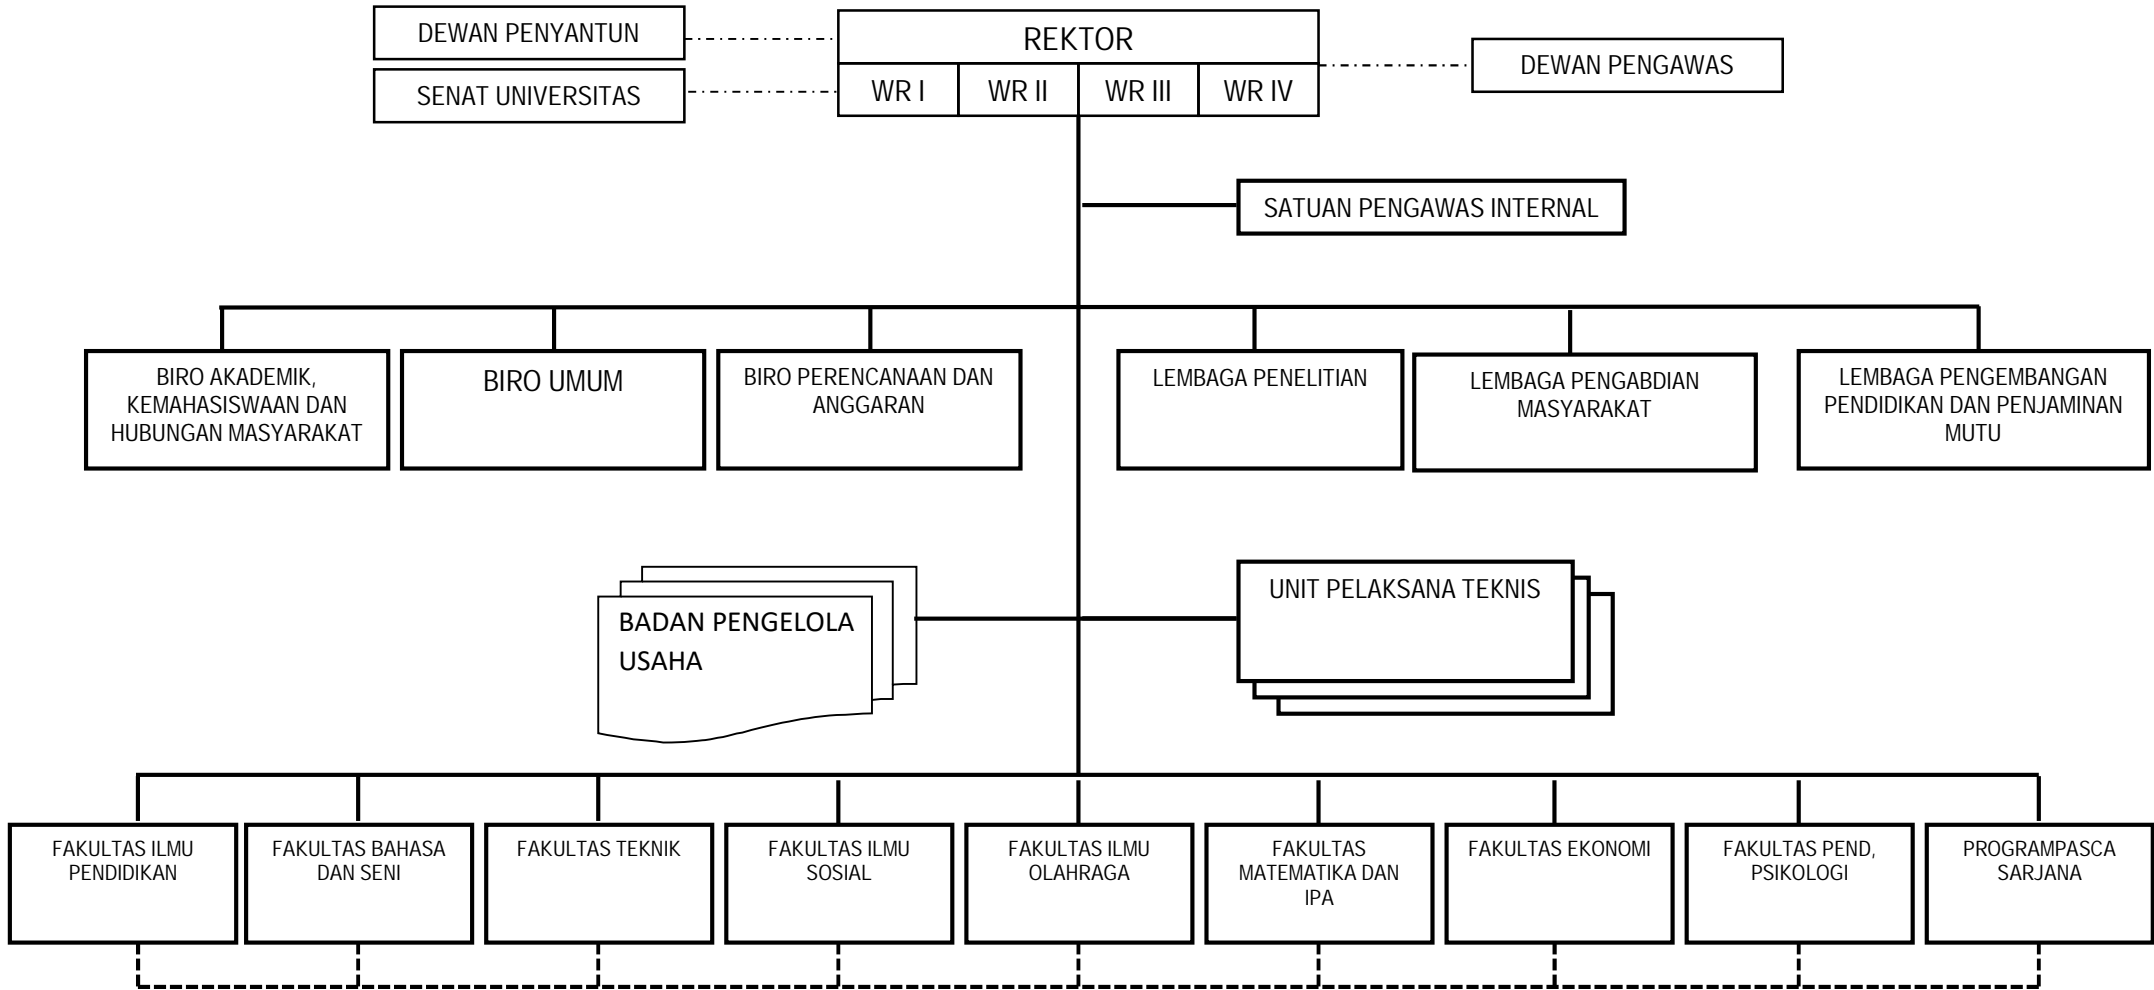 DEWAN PENYANTUN
SENAT UNIVERSITAS
REKTOR
WR I
WR II
WR III
WR IV
DEWAN PENGAWAS
SATUAN PENGAWAS INTERNAL
BIRO AKADEMIK,
KEMAHASISWAAN DAN
HUBUNGAN MASYARAKAT
BIRO UMUM
BIRO PERENCANAAN DAN
ANGGARAN
LEMBAGA PENELITIAN
LEMBAGA PENGABDIAN
MASYARAKAT
LEMBAGA PENGEMBANGAN
PENDIDIKAN DAN PENJAMINAN
MUTU
BADAN PENGELOLA
USAHA
UNIT PELAKSANA TEKNIS
FAKULTAS ILMU
PENDIDIKAN
FAKULTAS BAHASA
DAN SENI
FAKULTAS TEKNIK
FAKULTAS ILMU
SOSIAL
FAKULTAS ILMU
OLAHRAGA
FAKULTAS
MATEMATIKA DAN
IPA
FAKULTAS EKONOMI
FAKULTAS PEND,
PSIKOLOGI
PROGRAMPASCA
SARJANA